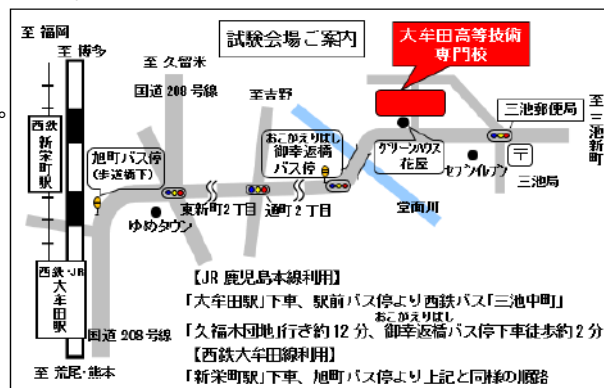 至 福岡
至 博多
試験会場ご案内
大牟田高等技術
専門校
至 久留米
国道 209 号線
至吉野
西鉄
新栄町駅
旭町バス停
(歩道橋下)
おこがえりばし
御幸返橋
バス停
グリーンハウス
花屋
三池郵便局
至 三池新町
セブンイレブン
三池局
ゆめタウン
東新町2丁目
道町2丁目
堂面川
西鉄・JR
大牟田駅
国道 208号線
至 荒尾・熊本
【JR 鹿児島本線利用】
「大牟田駅」下車、駅前バス停より西鉄バス「三池中町」
おこがえりばし
「久福木団地」行き約12分、御幸返橋バス停下車徒歩約2分
【西鉄大牟田線利用】
「新栄町駅」下車、旭町バス停より上記と同様の順路